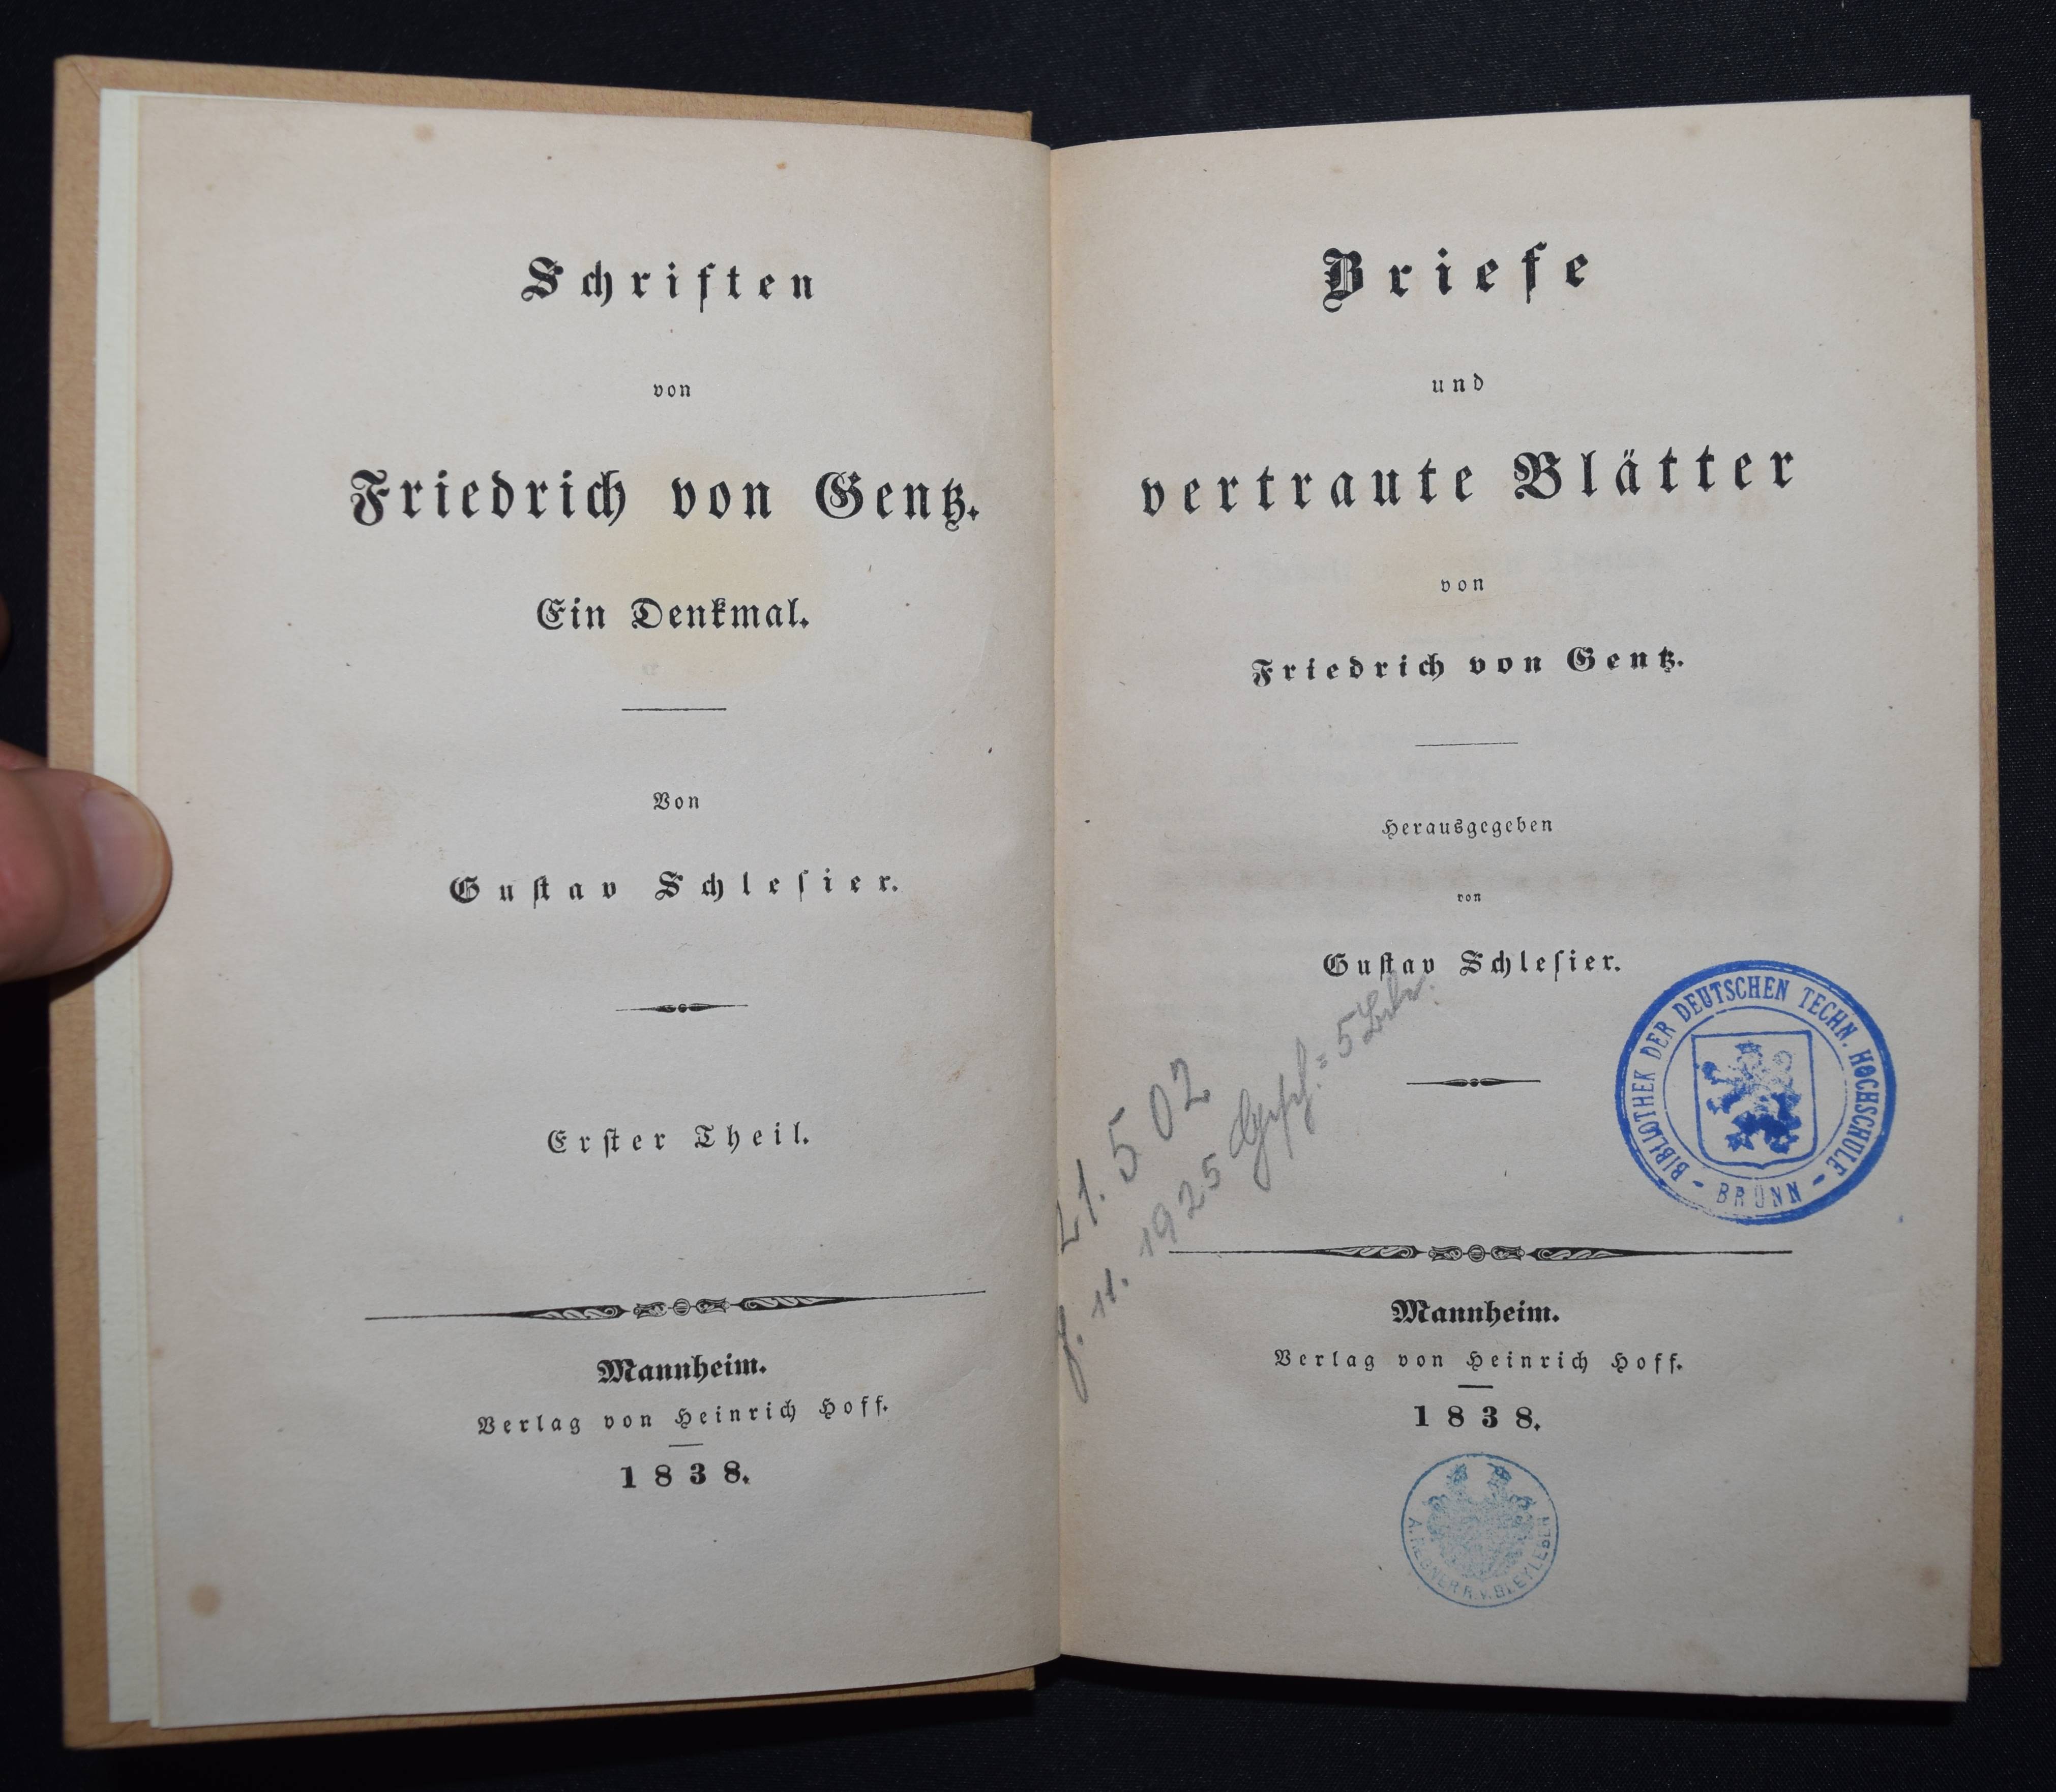 Schriften
von
Friedrich von Gentz.
Ein Denkmal.
Von
Gustav Schlesier.
Erster Theil.
Mannheim.
Verlag von Heinrich Hoff.
1838.
Briefe
und
vertraute Blätter
von
Friedrich von Gentz.
Herausgegeben
von
Gustav Schlesier.
BIBLIOTHEK DER DEUTSCHEN TECHN. HOCHSCHULE
- BRÜNN -
21.502
11. 1925
Mannheim.
Verlag von Heinrich Hoff.
1838.
R. v. BLEYLEBEN